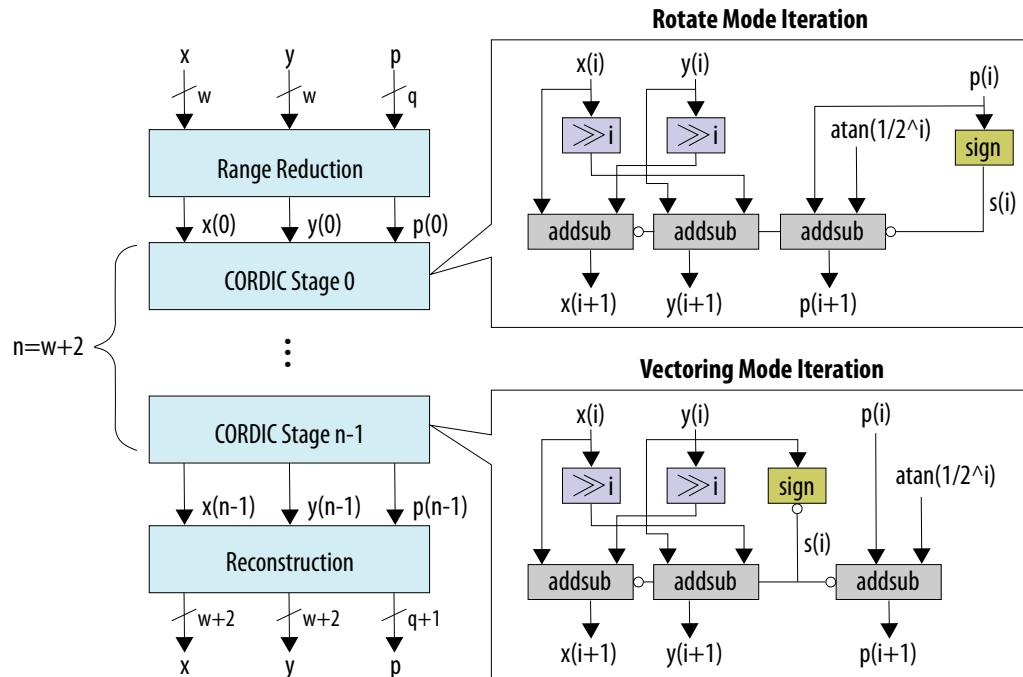 x y p
w w q
Range Reduction
x(0) y(0) p(0)
CORDIC Stage 0
n=w+2
CORDIC Stage n-1
x(n-1) y(n-1) p(n-1)
Reconstruction
w+2 w+2 q+1
x y p
Rotate Mode Iteration
x(i) y(i) p(i)
atan(1/2^i)
>>i >>i sign
s(i)
addsub addsub addsub
x(i+1) y(i+1) p(i+1)
Vectoring Mode Iteration
x(i) y(i) p(i)
>>i >>i sign atan(1/2^i)
s(i)
addsub addsub addsub
x(i+1) y(i+1) p(i+1)